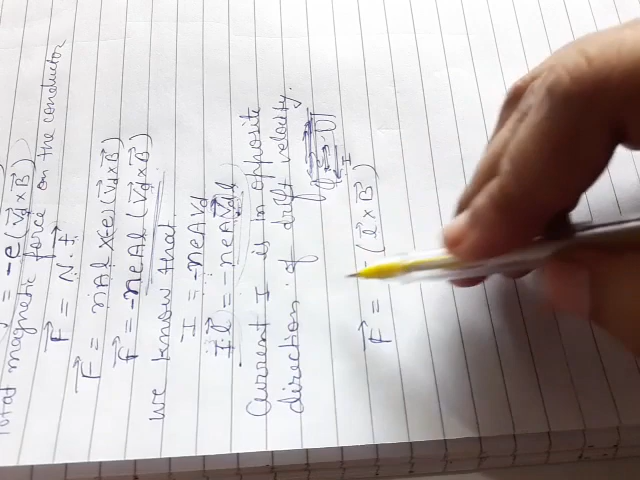 = -e(V⃗d × B⃗)
Total magnetic force on the conductor
F⃗ = N. f⃗
F⃗ = nAl ×(e)(V⃗d × B⃗)
F⃗ = -neAl (V⃗d × B⃗)
We know that
I = -neAVd
I l⃗ = -neAV⃗d l
Current I is in opposite
direction of drift velocity.
F⃗ = (l⃗ × B⃗)